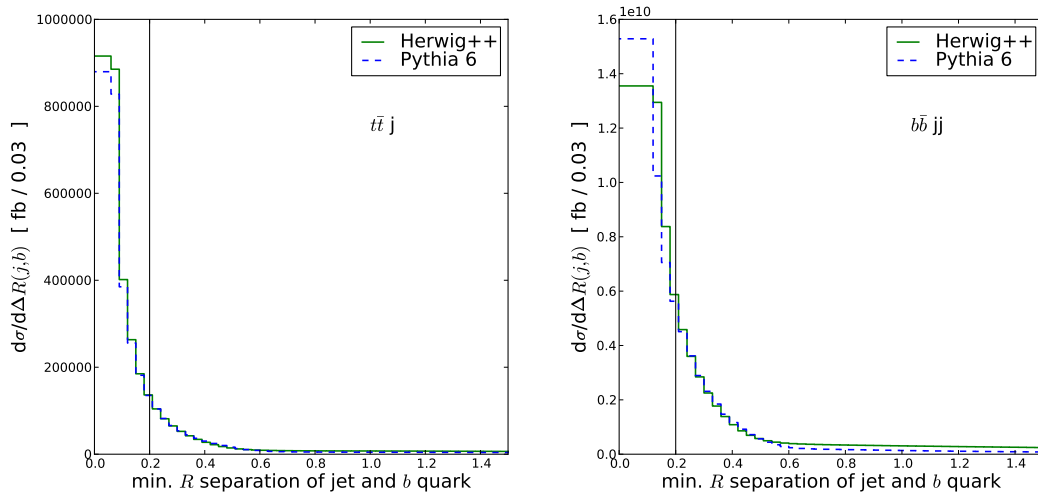 1000000
800000
600000
400000
200000
0
0.0 0.2 0.4 0.6 0.8 1.0 1.2 1.4
min. R separation of jet and b quark
dσ/dΔR(j,b) [ fb / 0.03 ]
Herwig++
Pythia 6
tt̄ j
1e10
1.6
1.4
1.2
1.0
0.8
0.6
0.4
0.2
0.0
0.0 0.2 0.4 0.6 0.8 1.0 1.2 1.4
min. R separation of jet and b quark
dσ/dΔR(j,b) [ fb / 0.03 ]
Herwig++
Pythia 6
bb̄ jj